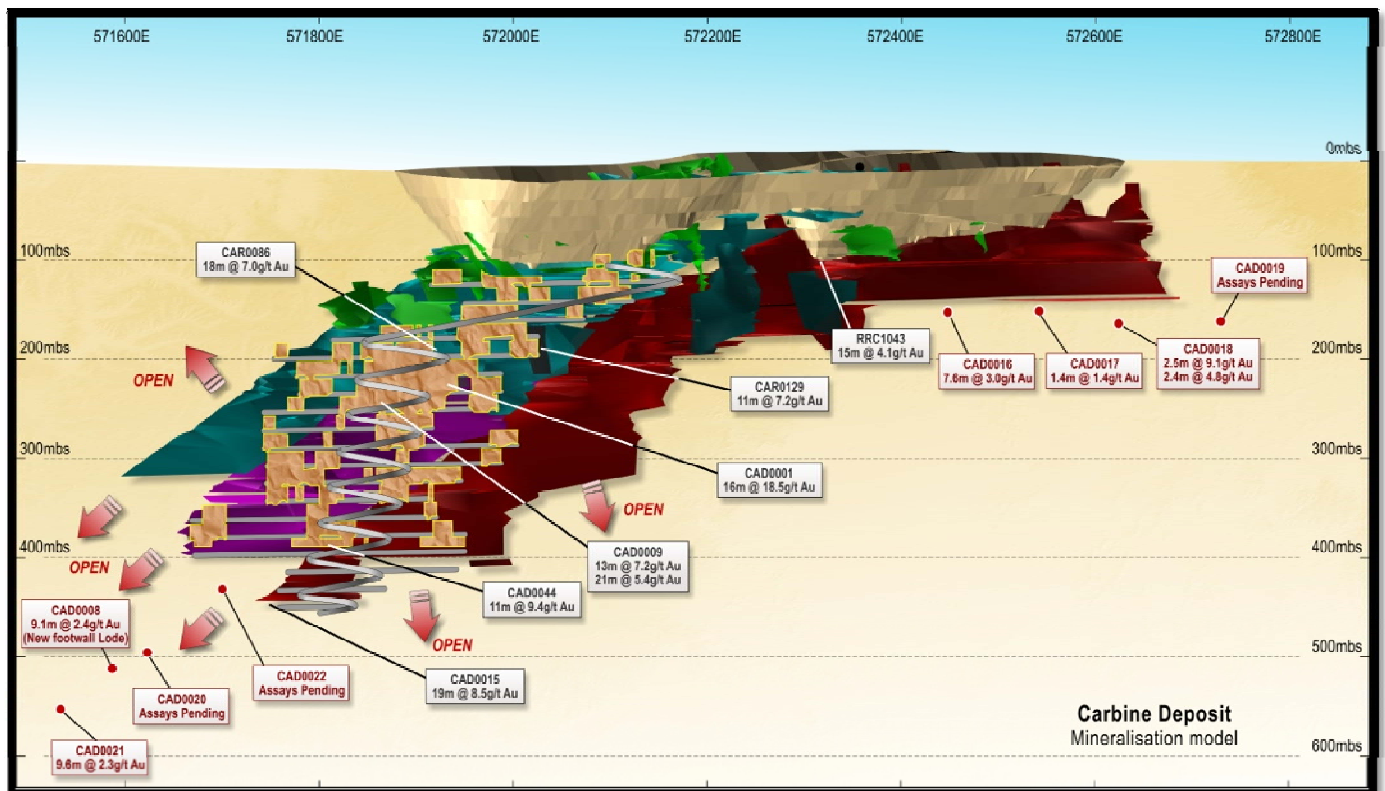 571600E
571800E
572000E
572200E
572400E
572600E
572800E
0mbs
100mbs
100mbs
200mbs
200mbs
300mbs
300mbs
400mbs
400mbs
500mbs
600mbs
CAR0086
18m @ 7.0g/t Au
CAD0019
Assays Pending
RRC1043
15m @ 4.1g/t Au
CAD0016
7.6m @ 3.0g/t Au
CAD0017
1.4m @ 1.4g/t Au
CAD0018
2.5m @ 9.1g/t Au
2.4m @ 4.8g/t Au
OPEN
CAR0129
11m @ 7.2g/t Au
CAD0001
16m @ 18.5g/t Au
OPEN
CAD0009
13m @ 7.2g/t Au
21m @ 5.4g/t Au
OPEN
CAD0044
11m @ 9.4g/t Au
CAD0008
9.1m @ 2.4g/t Au
(New footwall Lode)
OPEN
CAD0022
Assays Pending
CAD0015
19m @ 8.5g/t Au
CAD0020
Assays Pending
CAD0021
9.6m @ 2.3g/t Au
Carbine Deposit
Mineralisation model